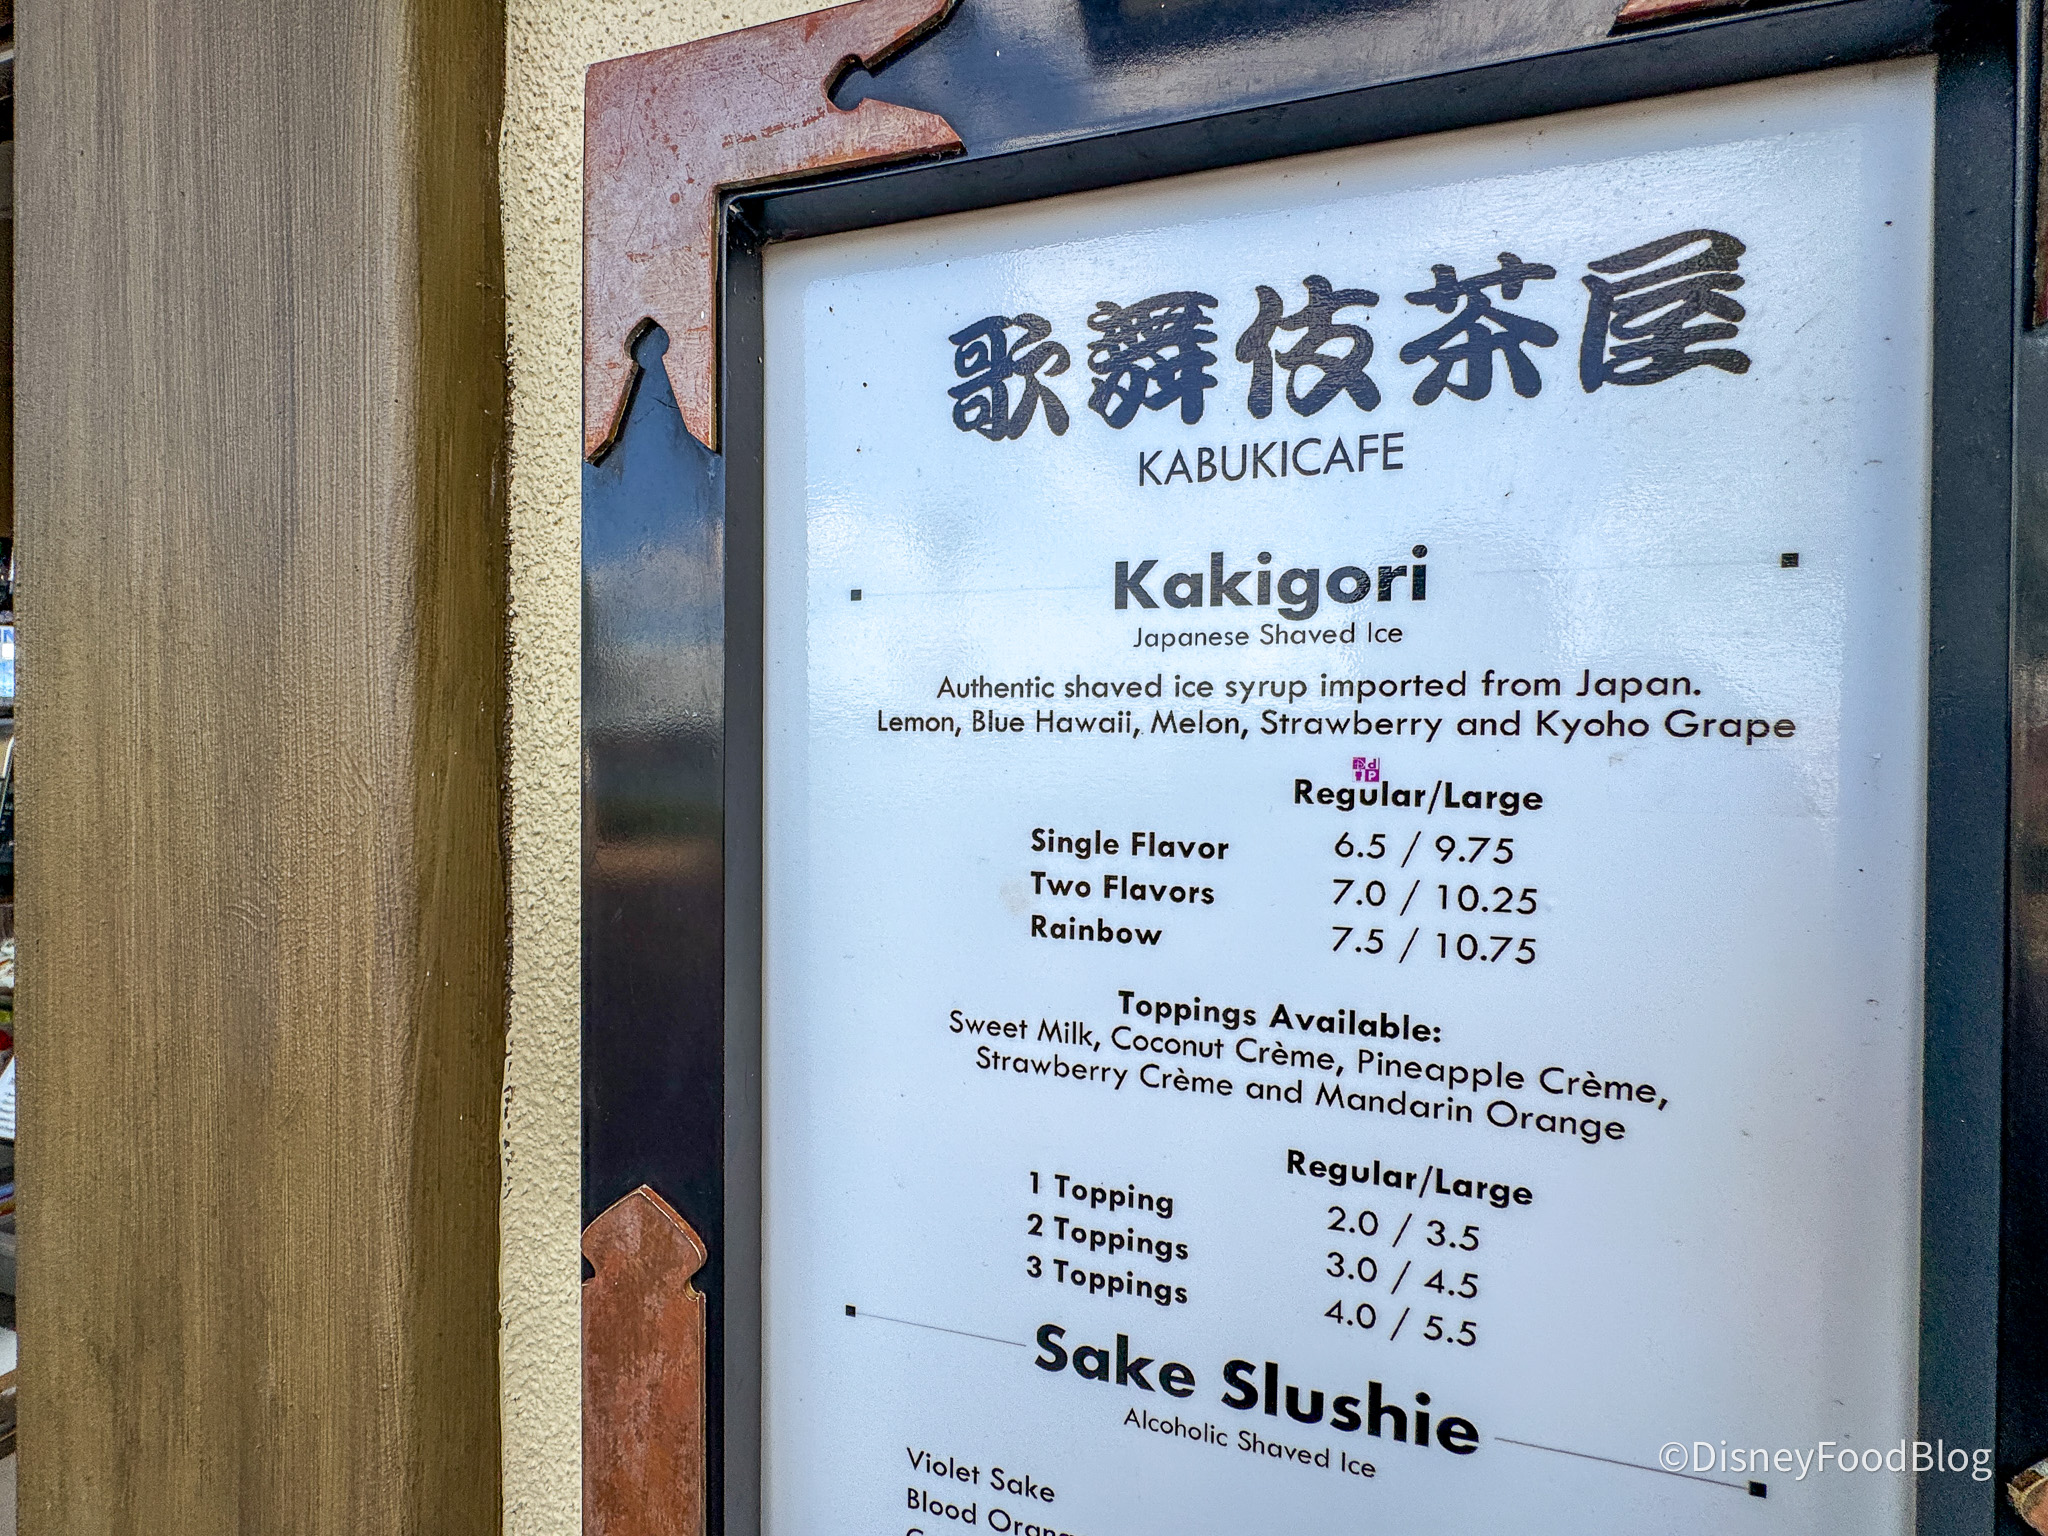 歌舞伎茶屋
KABUKICAFE
Kakigori
Japanese Shaved Ice
Authentic shaved ice syrup imported from Japan.
Lemon, Blue Hawaii, Melon, Strawberry and Kyoho Grape
Regular/Large
Single Flavor 6.5 / 9.75
Two Flavors 7.0 / 10.25
Rainbow 7.5 / 10.75
Toppings Available:
Sweet Milk, Coconut Crème, Pineapple Crème,
Strawberry Crème and Mandarin Orange
Regular/Large
1 Topping 2.0 / 3.5
2 Toppings 3.0 / 4.5
3 Toppings 4.0 / 5.5
Sake Slushie
Alcoholic Shaved Ice
Violet Sake
Blood
©DisneyFoodBlog